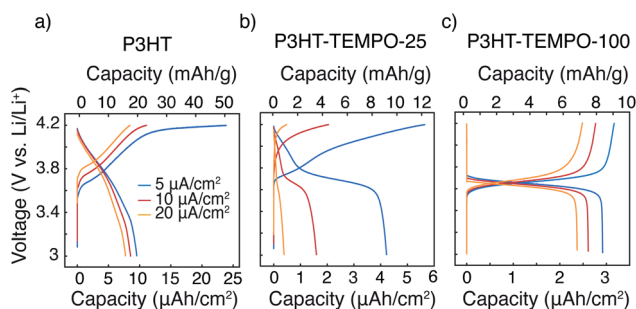 a)
P3HT
Capacity (mAh/g)
0 10 20 30 40 50
Voltage (V vs. Li/Li⁺)
4.2
3.8
3.4
3
5 µA/cm²
10 µA/cm²
20 µA/cm²
0 5 10 15 20 25
Capacity (µAh/cm²)
b)
P3HT-TEMPO-25
Capacity (mAh/g)
0 2 4 6 8 10 12
0 1 2 3 4 5 6
Capacity (µAh/cm²)
c)
P3HT-TEMPO-100
Capacity (mAh/g)
0 2 4 6 8 10
0 1 2 3
Capacity (µAh/cm²)